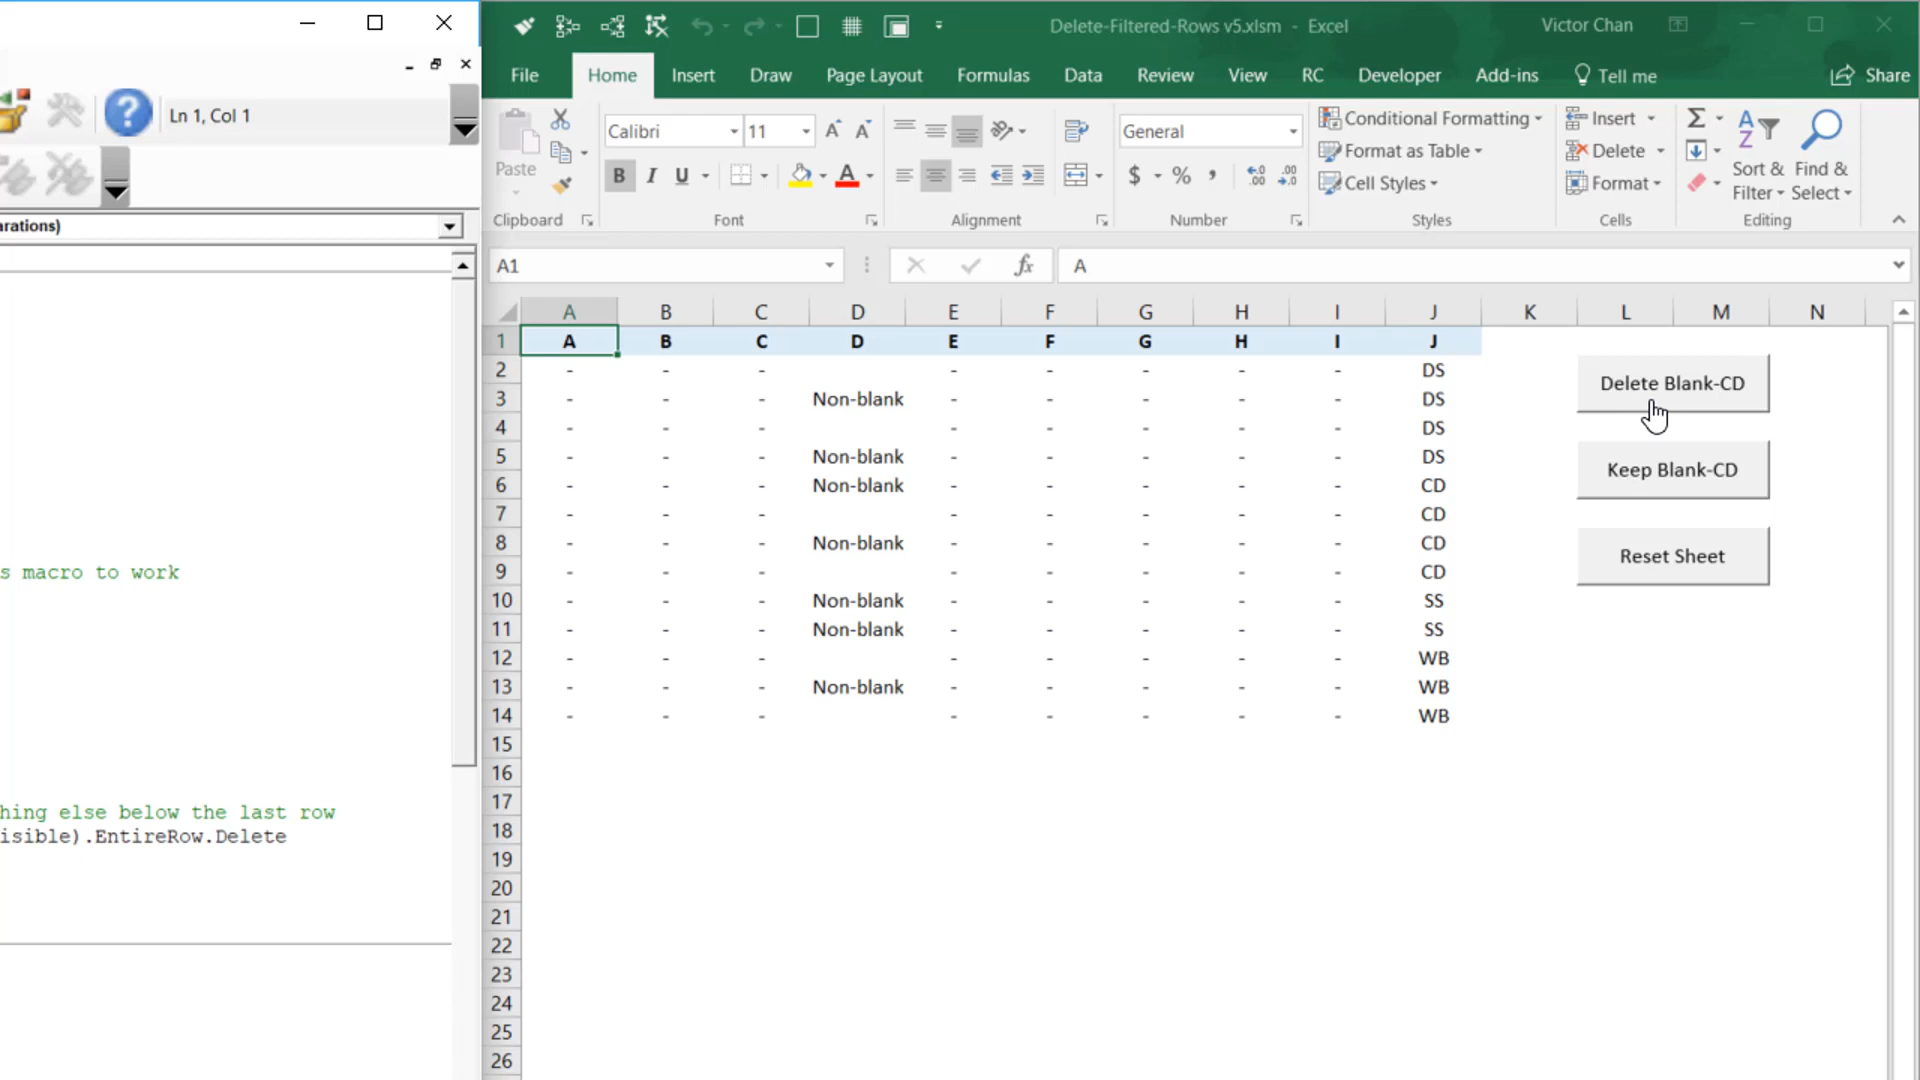 Ln 1, Col 1
arations)
s macro to work
hing else below the last row
isible).EntireRow.Delete
Delete-Filtered-Rows v5.xlsm - Excel
Victor Chan
File Home Insert Draw Page Layout Formulas Data Review View RC Developer Add-ins Tell me Share
Paste
Clipboard
Calibri 11
B I U
Font
Alignment
General
$ % ,
Number
Conditional Formatting
Format as Table
Cell Styles
Styles
Insert
Delete
Format
Cells
Sort & Filter
Find & Select
Editing
A1 fx A
A B C D E F G H I J K L M N
1 A B C D E F G H I J
2 - - - - - - - - DS
3 - - - Non-blank - - - - - DS
4 - - - - - - - - DS
5 - - - Non-blank - - - - - DS
6 - - - Non-blank - - - - - CD
7 - - - - - - - - CD
8 - - - Non-blank - - - - - CD
9 - - - - - - - - CD
10 - - - Non-blank - - - - - SS
11 - - - Non-blank - - - - - SS
12 - - - - - - - - WB
13 - - - Non-blank - - - - - WB
14 - - - - - - - - WB
15
16
17
18
19
20
21
22
23
24
25
26
Delete Blank-CD
Keep Blank-CD
Reset Sheet